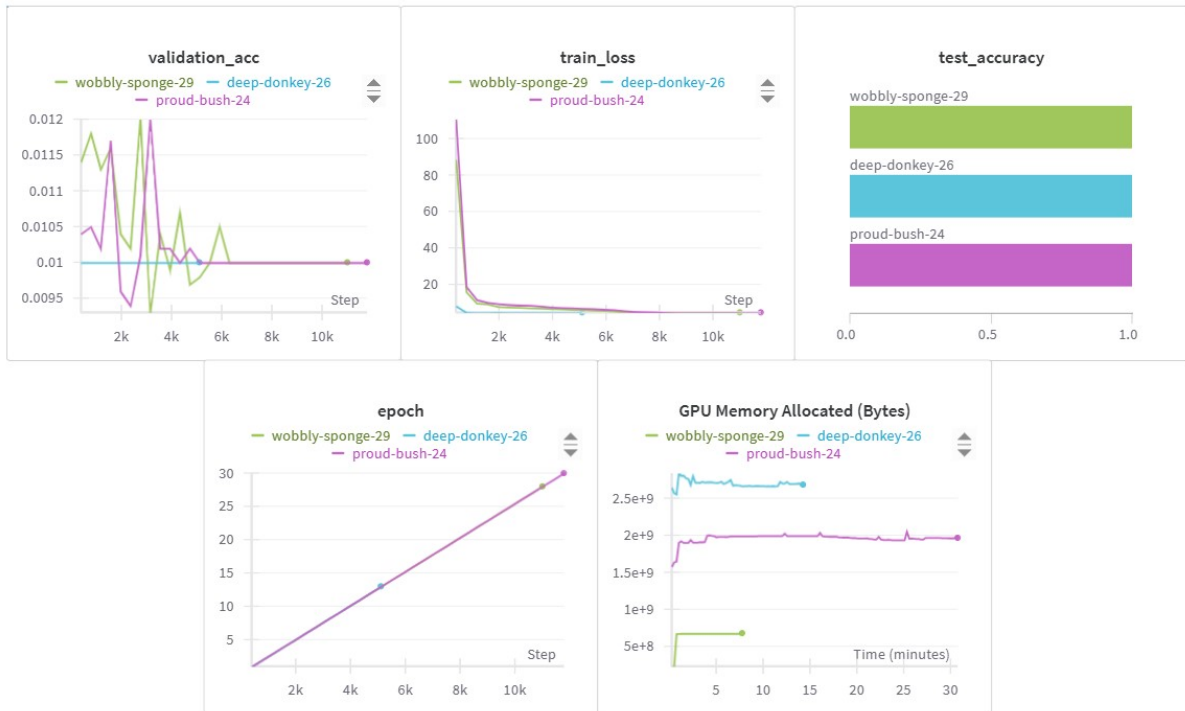 validation_acc
wobbly-sponge-29 deep-donkey-26
proud-bush-24
0.012
0.0115
0.011
0.0105
0.01
0.0095
Step
2k 4k 6k 8k 10k
train_loss
wobbly-sponge-29 deep-donkey-26
proud-bush-24
100
80
60
40
20
Step
2k 4k 6k 8k 10k
test_accuracy
wobbly-sponge-29
deep-donkey-26
proud-bush-24
0.0 0.5 1.0
epoch
wobbly-sponge-29 deep-donkey-26
proud-bush-24
30
25
20
15
10
5
Step
2k 4k 6k 8k 10k
GPU Memory Allocated (Bytes)
wobbly-sponge-29 deep-donkey-26
proud-bush-24
2.5e+9
2e+9
1.5e+9
1e+9
5e+8
Time (minutes)
5 10 15 20 25 30